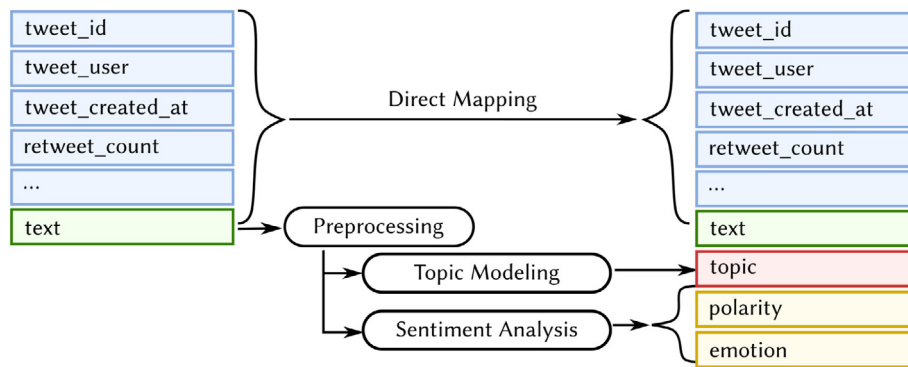 tweet_id
tweet_user
tweet_created_at
retweet_count
...
text
Direct Mapping
Preprocessing
Topic Modeling
Sentiment Analysis
tweet_id
tweet_user
tweet_created_at
retweet_count
...
text
topic
polarity
emotion